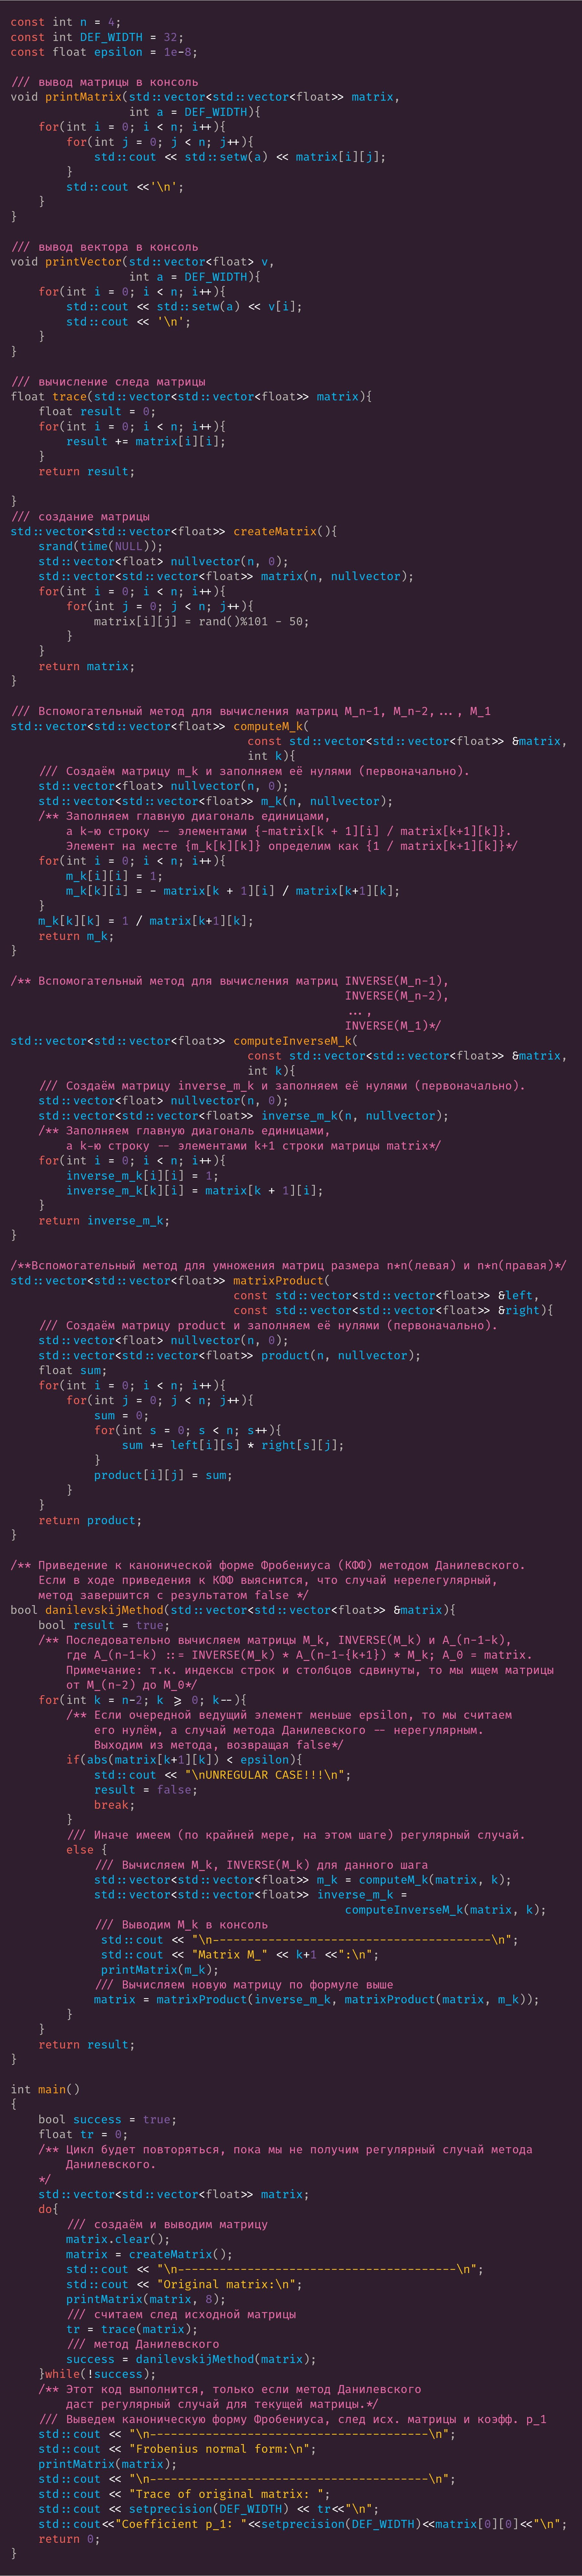 const int n = 4;
const int DEF_WIDTH = 32;
const float epsilon = 1e-8;
/// вывод матрицы в консоль
void printMatrix(std::vector<std::vector<float>> matrix,
int a = DEF_WIDTH){
for(int i = 0; i < n; i++){
for(int j = 0; j < n; j++){
std::cout << std::setw(a) << matrix[i][j];
}
std::cout <<'\n';
}
}
/// вывод вектора в консоль
void printVector(std::vector<float> v,
int a = DEF_WIDTH){
for(int i = 0; i < n; i++){
std::cout << std::setw(a) << v[i];
std::cout << '\n';
}
}
/// вычисление следа матрицы
float trace(std::vector<std::vector<float>> matrix){
float result = 0;
for(int i = 0; i < n; i++){
result += matrix[i][i];
}
return result;
}
/// создание матрицы
std::vector<std::vector<float>> createMatrix(){
srand(time(NULL));
std::vector<float> nullvector(n, 0);
std::vector<std::vector<float>> matrix(n, nullvector);
for(int i = 0; i < n; i++){
for(int j = 0; j < n; j++){
matrix[i][j] = rand()%101 - 50;
}
}
return matrix;
}
/// Вспомогательный метод для вычисления матриц M_n-1, M_n-2,..., M_1
std::vector<std::vector<float>> computeM_k(
const std::vector<std::vector<float>> &matrix,
int k){
/// Создаём матрицу m_k и заполняем её нулями (первоначально).
std::vector<float> nullvector(n, 0);
std::vector<std::vector<float>> m_k(n, nullvector);
/** Заполняем главную диагональ единицами,
а k-ю строку -- элементами {-matrix[k + 1][i] / matrix[k+1][k]}.
Элемент на месте {m_k[k][k]} определим как {1 / matrix[k+1][k]}*/
for(int i = 0; i < n; i++){
m_k[i][i] = 1;
m_k[k][i] = - matrix[k + 1][i] / matrix[k+1][k];
}
m_k[k][k] = 1 / matrix[k+1][k];
return m_k;
}
/** Вспомогательный метод для вычисления матриц INVERSE(M_n-1),
INVERSE(M_n-2),
...,
INVERSE(M_1)*/
std::vector<std::vector<float>> computeInverseM_k(
const std::vector<std::vector<float>> &matrix,
int k){
/// Создаём матрицу inverse_m_k и заполняем её нулями (первоначально).
std::vector<float> nullvector(n, 0);
std::vector<std::vector<float>> inverse_m_k(n, nullvector);
/** Заполняем главную диагональ единицами,
а k-ю строку -- элементами k+1 строки матрицы matrix*/
for(int i = 0; i < n; i++){
inverse_m_k[i][i] = 1;
inverse_m_k[k][i] = matrix[k + 1][i];
}
return inverse_m_k;
}
/**Вспомогательный метод для умножения матриц размера n*n(левая) и n*n(правая)*/
std::vector<std::vector<float>> matrixProduct(
const std::vector<std::vector<float>> &left,
const std::vector<std::vector<float>> &right){
/// Создаём матрицу product и заполняем её нулями (первоначально).
std::vector<float> nullvector(n, 0);
std::vector<std::vector<float>> product(n, nullvector);
float sum;
for(int i = 0; i < n; i++){
for(int j = 0; j < n; j++){
sum = 0;
for(int s = 0; s < n; s++){
sum += left[i][s] * right[s][j];
}
product[i][j] = sum;
}
}
return product;
}
/** Приведение к канонической форме Фробениуса (КФФ) методом Данилевского.
Если в ходе приведения к КФФ выяснится, что случай нерелегулярный,
метод завершится с результатом false */
bool danilevskijMethod(std::vector<std::vector<float>> &matrix){
bool result = true;
/** Последовательно вычисляем матрицы M_k, INVERSE(M_k) и A_(n-1-k),
где A_(n-1-k) ::= INVERSE(M_k) * A_(n-1-{k+1}) * M_k; A_0 = matrix.
Примечание: т.к. индексы строк и столбцов сдвинуты, то мы ищем матрицы
от M_(n-2) до M_0*/
for(int k = n-2; k >= 0; k--){
/** Если очередной ведущий элемент меньше epsilon, то мы считаем
его нулём, а случай метода Данилевского -- нерегулярным.
Выходим из метода, возвращая false*/
if(abs(matrix[k+1][k]) < epsilon){
std::cout << "\nUNREGULAR CASE!!!\n";
result = false;
break;
}
/// Иначе имеем (по крайней мере, на этом шаге) регулярный случай.
else {
/// Вычисляем M_k, INVERSE(M_k) для данного шага
std::vector<std::vector<float>> m_k = computeM_k(matrix, k);
std::vector<std::vector<float>> inverse_m_k =
computeInverseM_k(matrix, k);
/// Выводим M_k в консоль
std::cout << "\n----------------------------------------\n";
std::cout << "Matrix M_" << k+1 <<":\n";
printMatrix(m_k);
/// Вычисляем новую матрицу по формуле выше
matrix = matrixProduct(inverse_m_k, matrixProduct(matrix, m_k));
}
}
return result;
}
int main()
{
bool success = true;
float tr = 0;
/** Цикл будет повторяться, пока мы не получим регулярный случай метода
Данилевского.
*/
std::vector<std::vector<float>> matrix;
do{
/// создаём и выводим матрицу
matrix.clear();
matrix = createMatrix();
std::cout << "\n----------------------------------------\n";
std::cout << "Original matrix:\n";
printMatrix(matrix, 8);
/// считаем след исходной матрицы
tr = trace(matrix);
/// метод Данилевского
success = danilevskijMethod(matrix);
}while(!success);
/** Этот код выполнится, только если метод Данилевского
даст регулярный случай для текущей матрицы.*/
/// Выведем каноническую форму Фробениуса, след исх. матрицы и коэфф. p_1
std::cout << "\n----------------------------------------\n";
std::cout << "Frobenius normal form:\n";
printMatrix(matrix);
std::cout << "\n----------------------------------------\n";
std::cout << "Trace of original matrix: ";
std::cout << setprecision(DEF_WIDTH) << tr<<"\n";
std::cout<<"Coefficient p_1: "<<setprecision(DEF_WIDTH)<<matrix[0][0]<<"\n";
return 0;
}